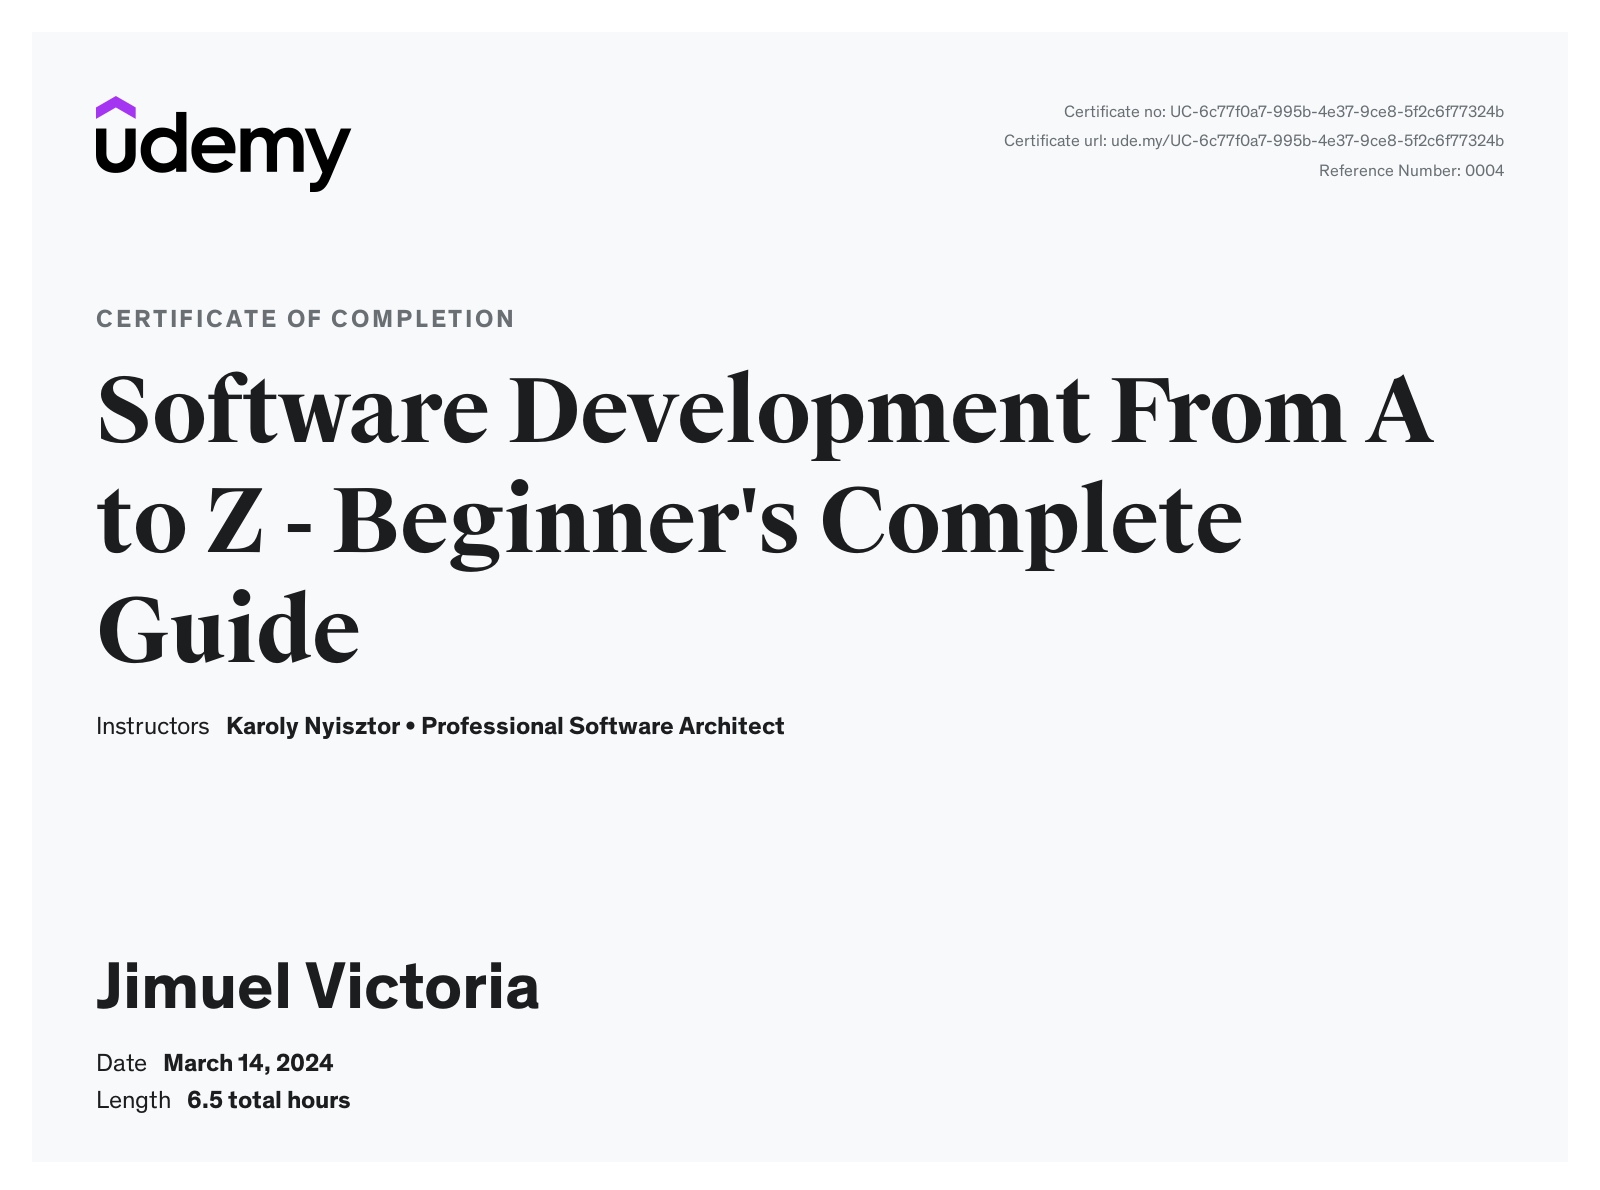 udemy
Certificate no: UC-6c77f0a7-995b-4e37-9ce8-5f2c6f77324b
Certificate url: ude.my/UC-6c77f0a7-995b-4e37-9ce8-5f2c6f77324b
Reference Number: 0004
CERTIFICATE OF COMPLETION
Software Development From A
to Z - Beginner's Complete
Guide
Instructors Karoly Nyisztor • Professional Software Architect
Jimuel Victoria
Date March 14, 2024
Length 6.5 total hours